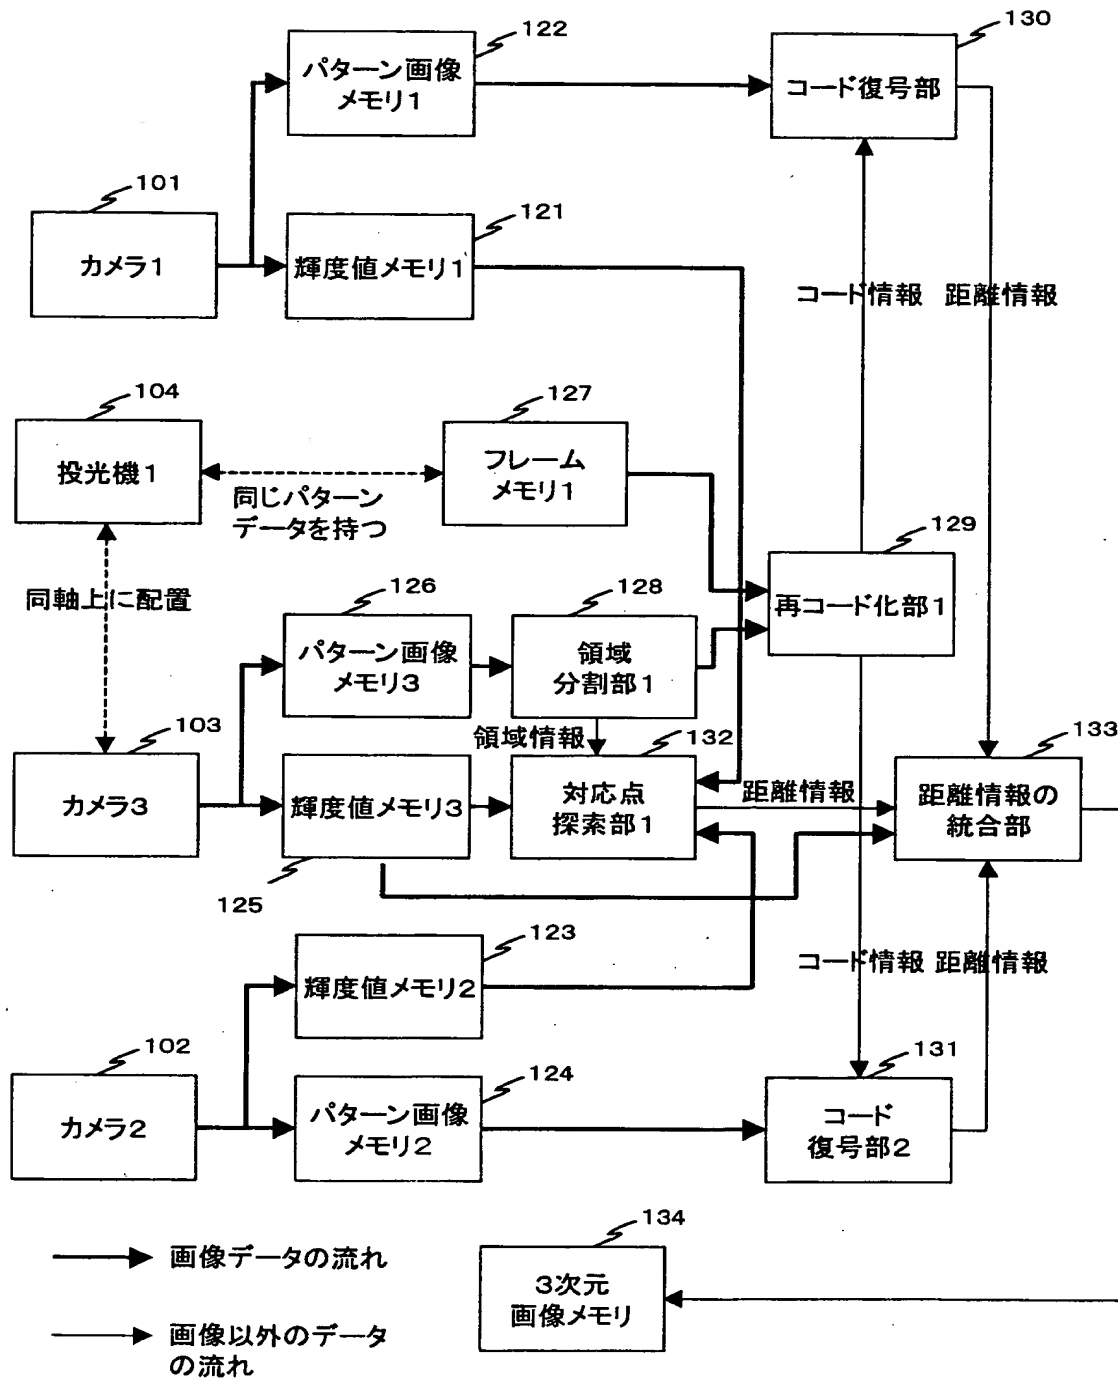 122
パターン画像
メモリ1
130
コード復号部
101
カメラ1
121
輝度値メモリ1
コード情報
距離情報
104
投光機1
127
フレーム
メモリ1
同じパターン
データを持つ
129
再コード化部1
同軸上に配置
126
パターン画像
メモリ3
128
領域
分割部1
領域情報
103
カメラ3
輝度値メモリ3
125
132
対応点
探索部1
距離情報
133
距離情報の
統合部
123
輝度値メモリ2
コード情報
距離情報
102
カメラ2
124
パターン画像
メモリ2
131
コード
復号部2
134
3次元
画像メモリ
画像データの流れ
画像以外のデータ
の流れ